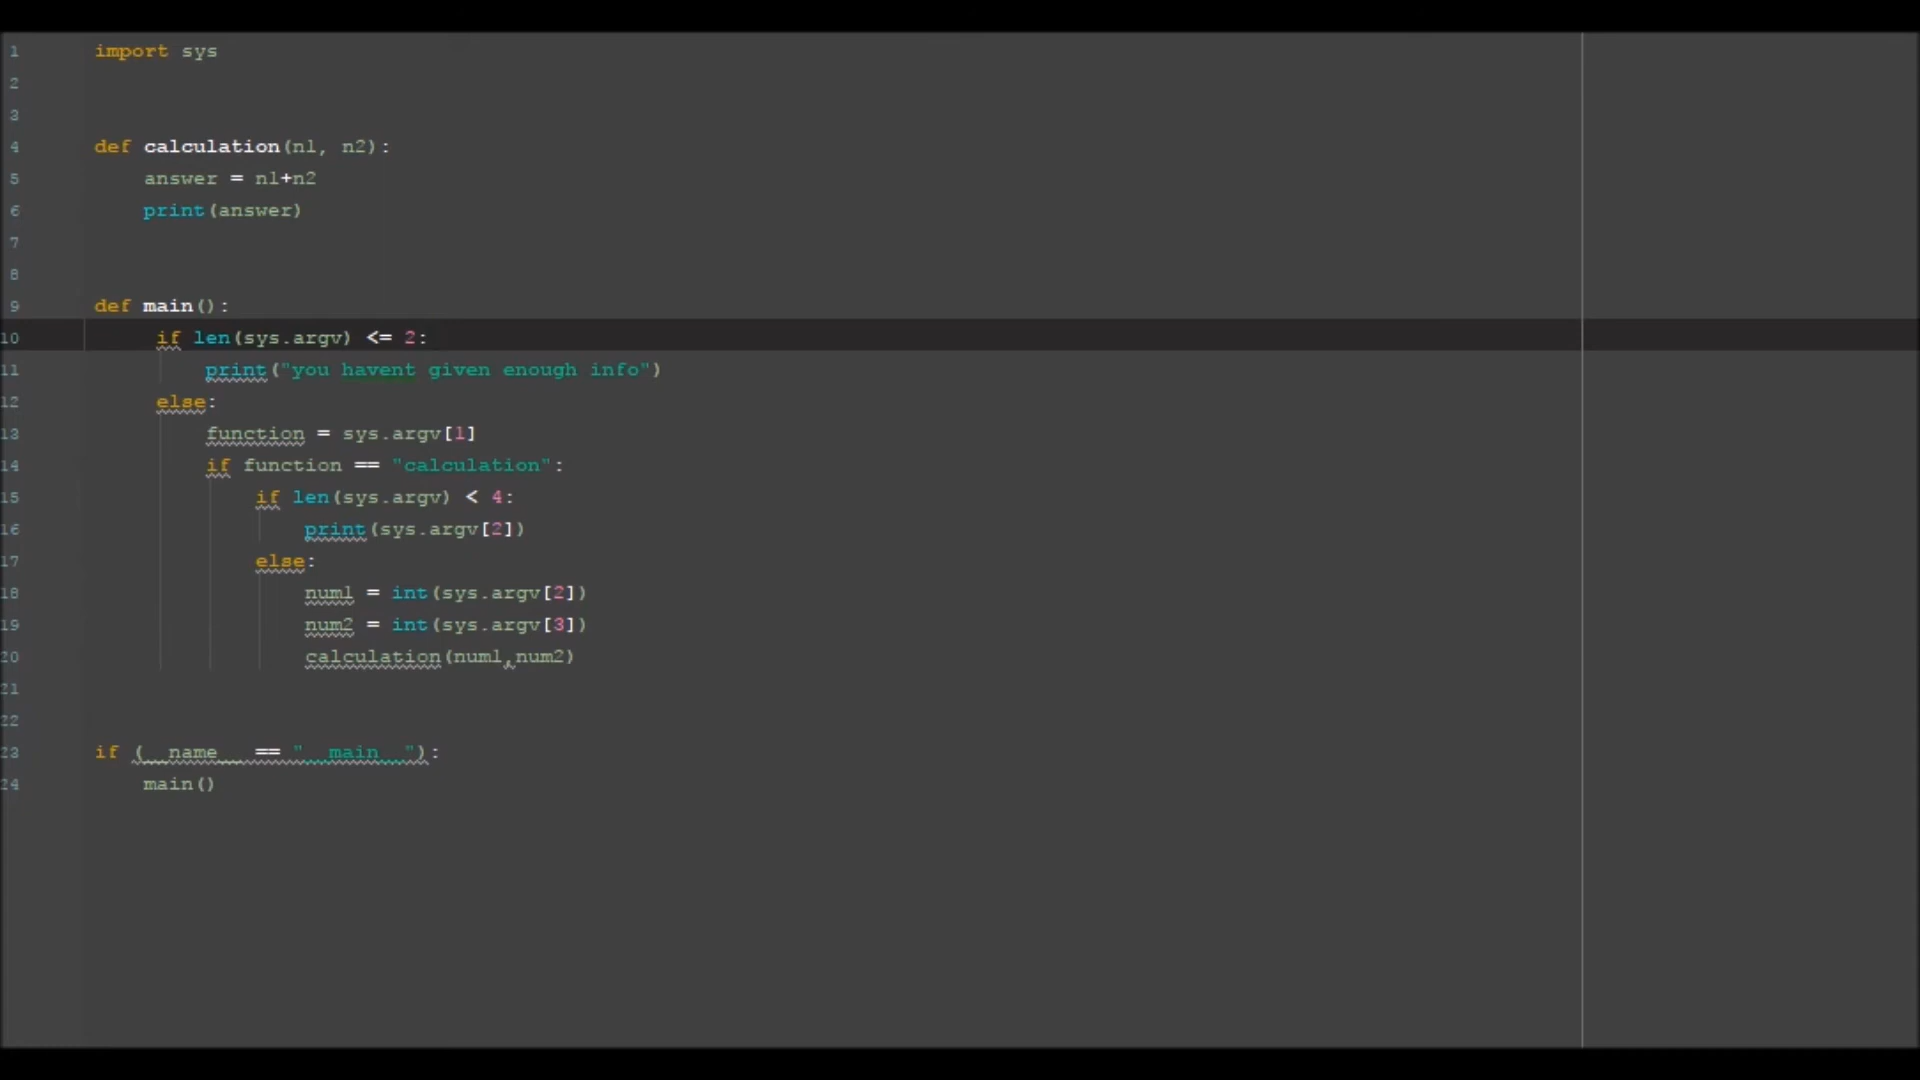 1 import sys
2
3
4 def calculation(n1, n2):
5     answer = n1+n2
6     print(answer)
7
8
9 def main():
10      if len(sys.argv) <= 2:
11          print("you havent given enough info")
12      else:
13          function = sys.argv[1]
14          if function == "calculation":
15              if len(sys.argv) < 4:
16                  print(sys.argv[2])
17              else:
18                  num1 = int(sys.argv[2])
19                  num2 = int(sys.argv[3])
20                  calculation(num1,num2)
21
22
23 if (__name__ == "__main__"):
24     main()